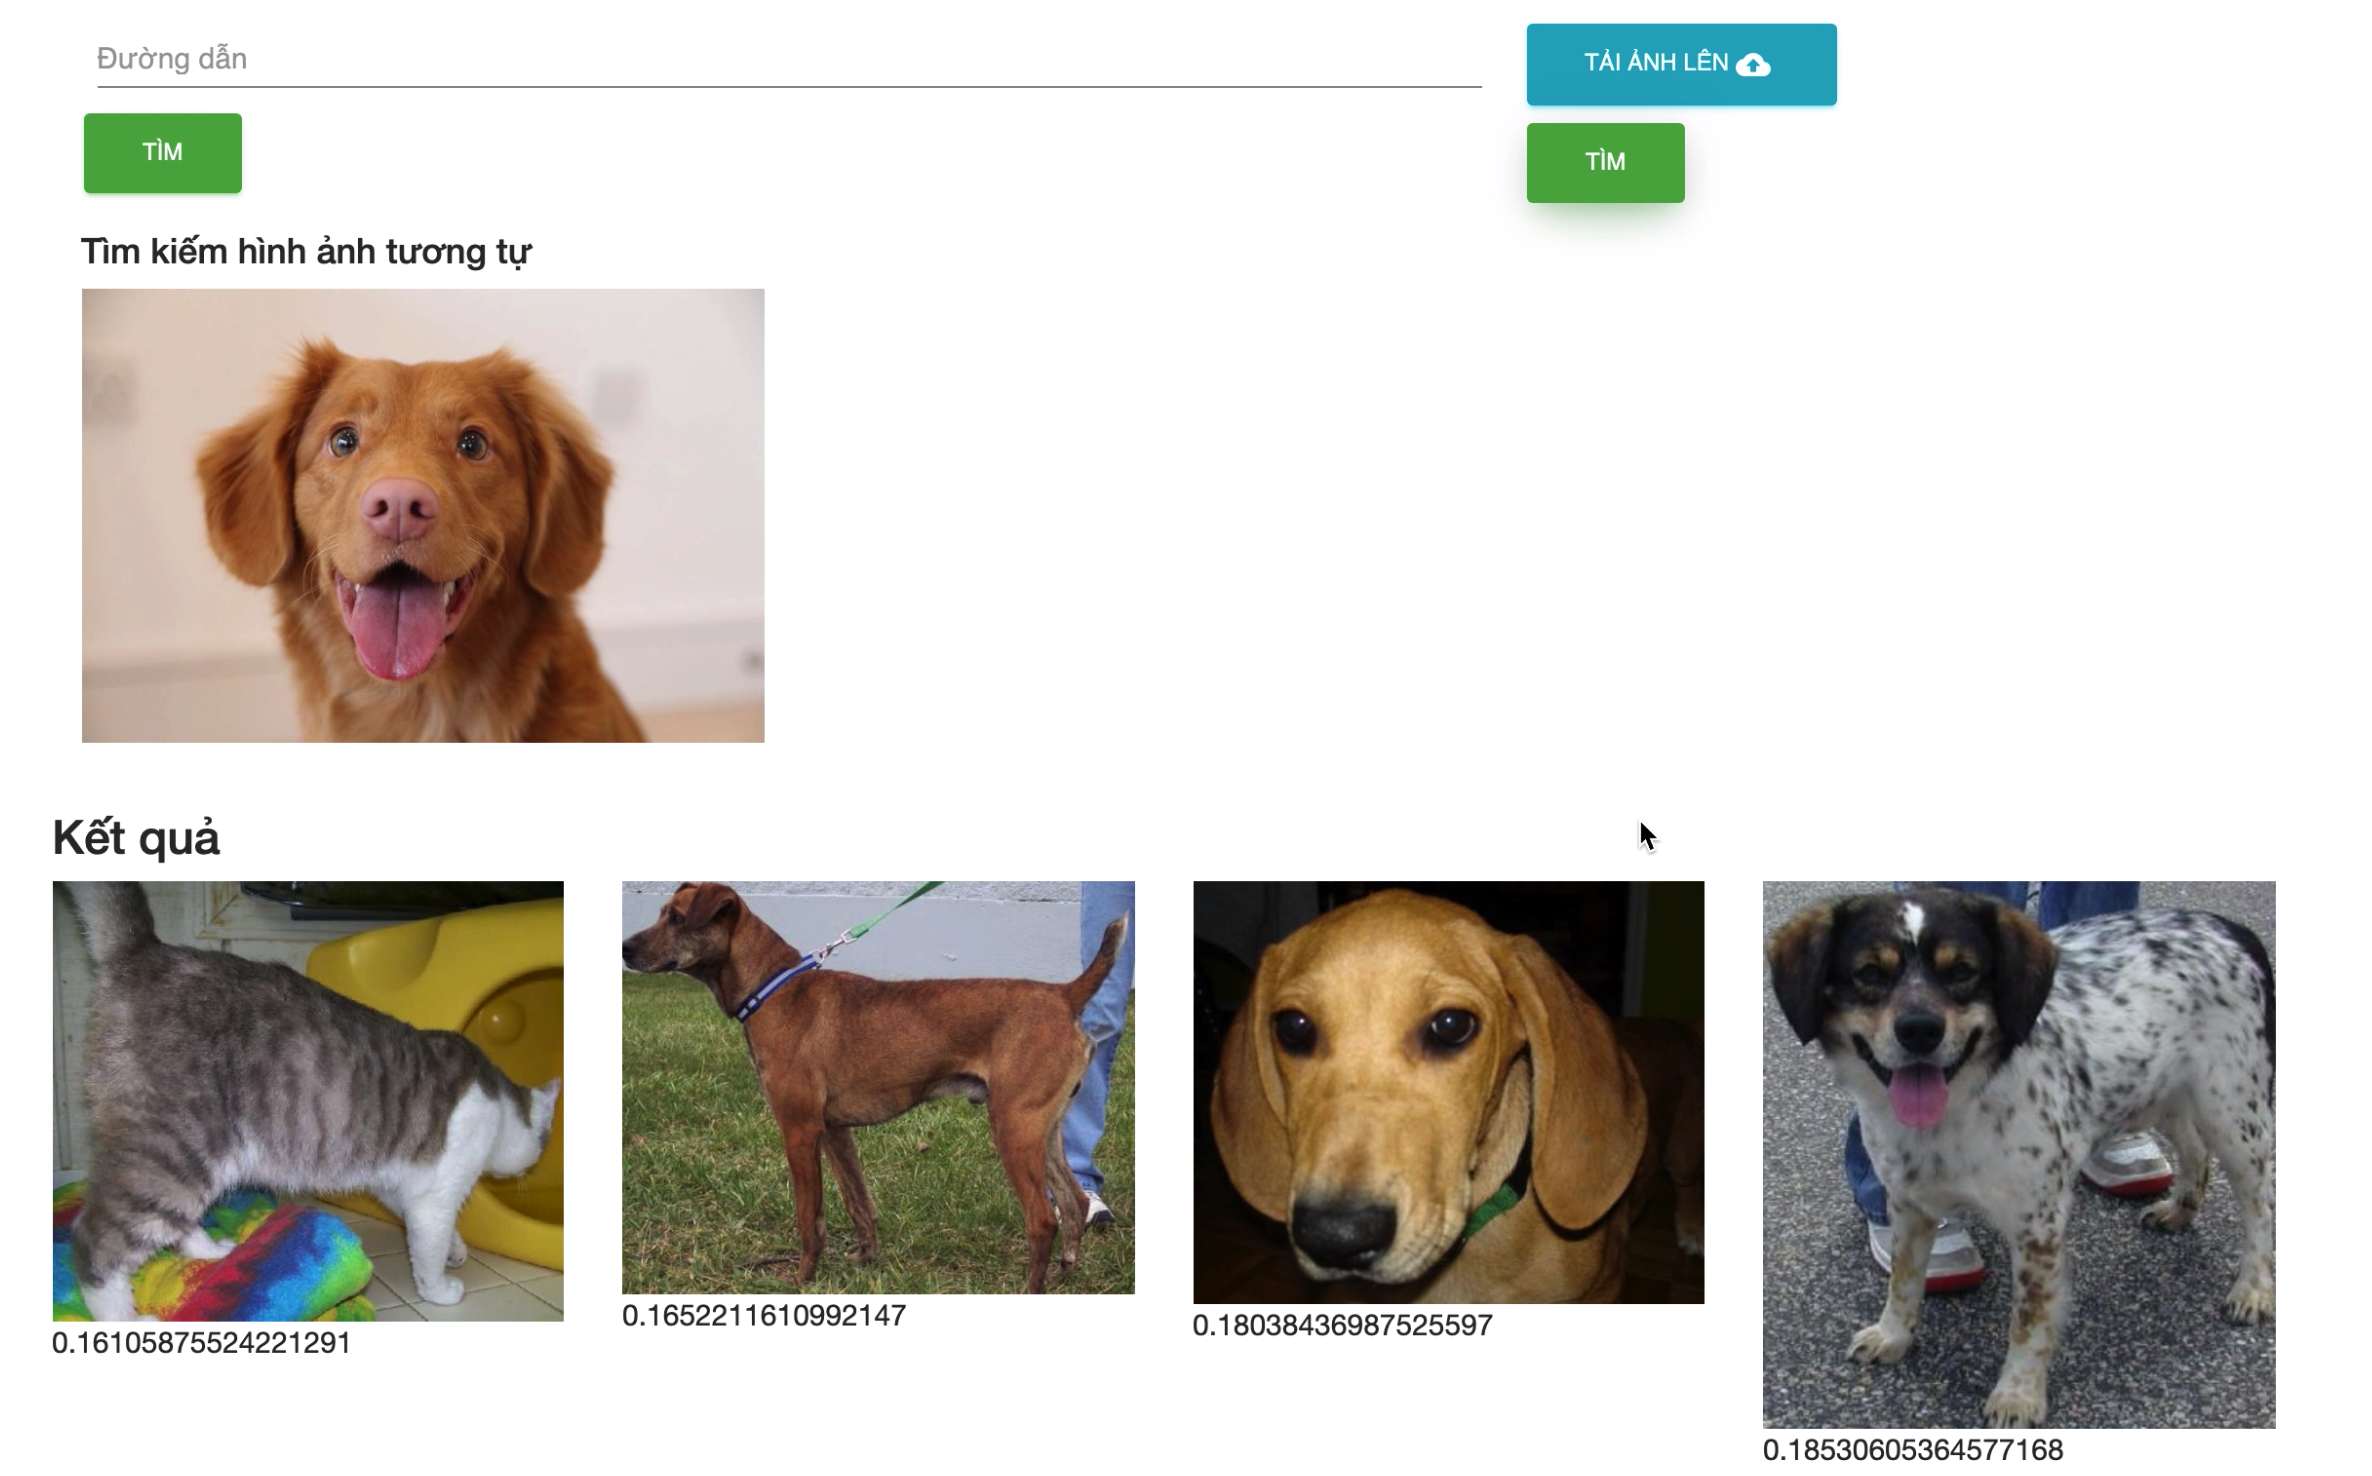 Đường dẫn
TẢI ẢNH LÊN
TÌM
TÌM
Tìm kiếm hình ảnh tương tự
Kết quả
0.16105875524221291
0.1652211610992147
0.18038436987525597
0.18530605364577168